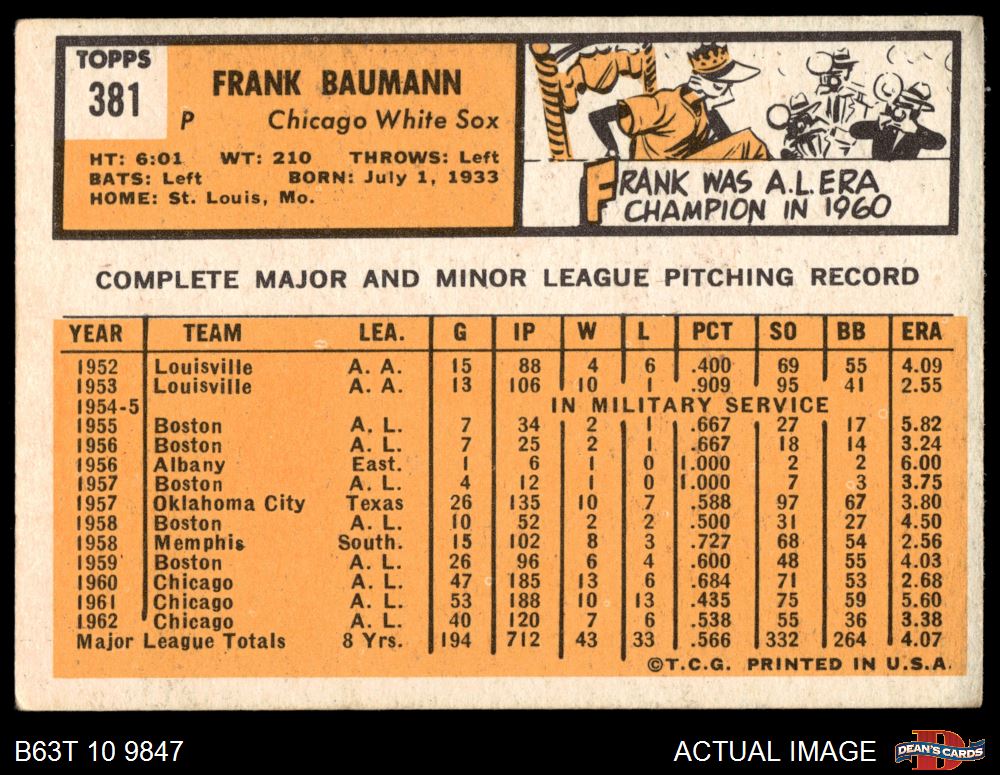 TOPPS
381
FRANK BAUMANN
P Chicago White Sox
HT: 6:01 WT: 210 THROWS: Left
BATS: Left BORN: July 1, 1933
HOME: St. Louis, Mo.
FRANK WAS A.L. ERA
CHAMPION IN 1960
COMPLETE MAJOR AND MINOR LEAGUE PITCHING RECORD
YEAR TEAM LEA. G IP W L PCT SO BB ERA
1952 Louisville A. A. 15 88 4 6 .400 69 55 4.09
1953 Louisville A. A. 13 106 10 1 .909 95 41 2.55
1954-5 IN MILITARY SERVICE
1955 Boston A. L. 7 34 2 1 .667 27 17 5.82
1956 Boston A. L. 7 25 2 1 .667 18 14 3.24
1956 Albany East. 1 6 1 0 1.000 2 2 6.00
1957 Boston A. L. 4 12 1 0 1.000 7 3 3.75
1957 Oklahoma City Texas 26 135 10 7 .588 97 67 3.80
1958 Boston A. L. 10 52 2 2 .500 31 27 4.50
1958 Memphis South. 15 102 8 3 .727 68 54 2.56
1959 Boston A. L. 26 96 6 4 .600 48 55 4.03
1960 Chicago A. L. 47 185 13 6 .684 71 53 2.68
1961 Chicago A. L. 53 188 10 13 .435 75 59 5.60
1962 Chicago A. L. 40 120 7 6 .538 55 36 3.38
Major League Totals 8 Yrs. 194 712 43 33 .566 332 264 4.07
©T.C.G. PRINTED IN U.S.A.
B63T 10 9847
ACTUAL IMAGE
DEAN'S CARDS